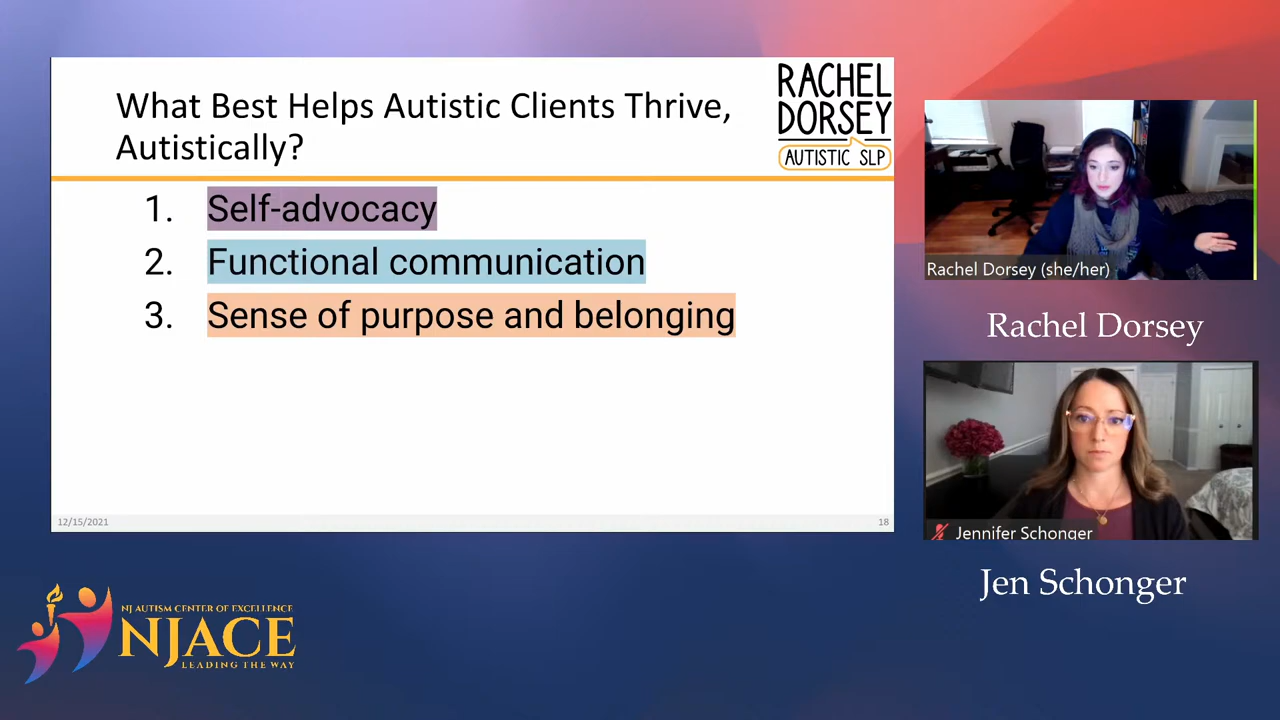 What Best Helps Autistic Clients Thrive,
Autistically?
RACHEL
DORSEY
AUTISTIC SLP
1. Self-advocacy
2. Functional communication
3. Sense of purpose and belonging
12/15/2021
18
Rachel Dorsey (she/her)
Rachel Dorsey
Jennifer Schonger
Jen Schonger
NJ AUTISM CENTER OF EXCELLENCE
NJACE
LEADING THE WAY